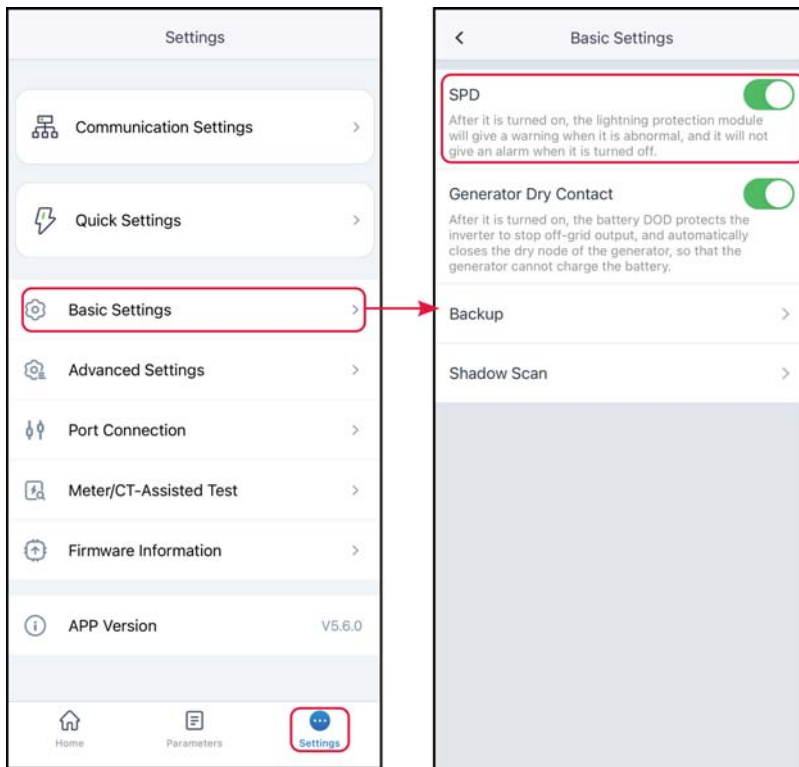 Settings
Communication Settings
Quick Settings
Basic Settings
Advanced Settings
Port Connection
Meter/CT-Assisted Test
Firmware Information
APP Version V5.6.0
Home Parameters Settings
Basic Settings
SPD
After it is turned on, the lightning protection module
will give a warning when it is abnormal, and it will not
give an alarm when it is turned off.
Generator Dry Contact
After it is turned on, the battery DOD protects the
inverter to stop off-grid output, and automatically
closes the dry node of the generator, so that the
generator cannot charge the battery.
Backup
Shadow Scan